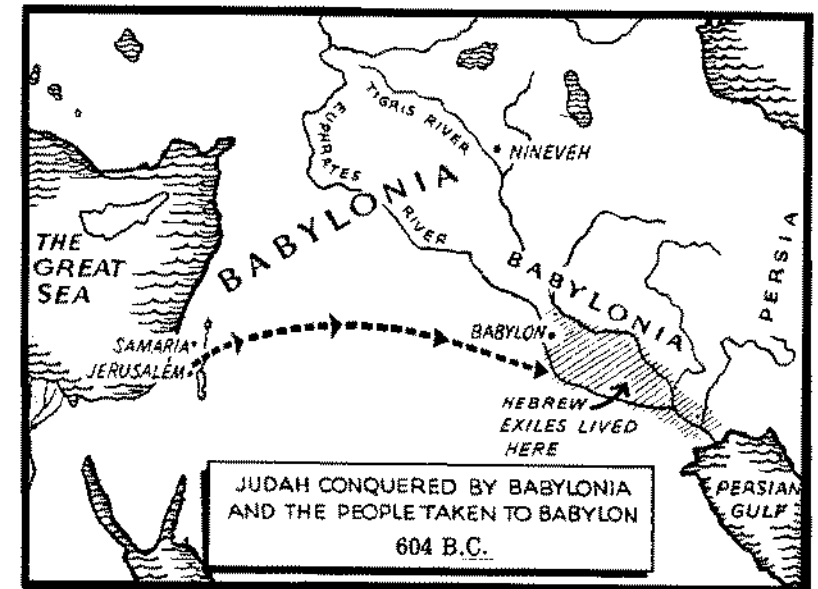 TIGRIS RIVER
EUPHRATES
RIVER
NINEVEH
BABYLONIA
THE
GREAT
SEA
BABYLONIA
PERSIA
SAMARIA
JERUSALEM
BABYLON
HEBREW
EXILES LIVED
HERE
PERSIAN
GULF
JUDAH CONQUERED BY BABYLONIA
AND THE PEOPLE TAKEN TO BABYLON
604 B.C.